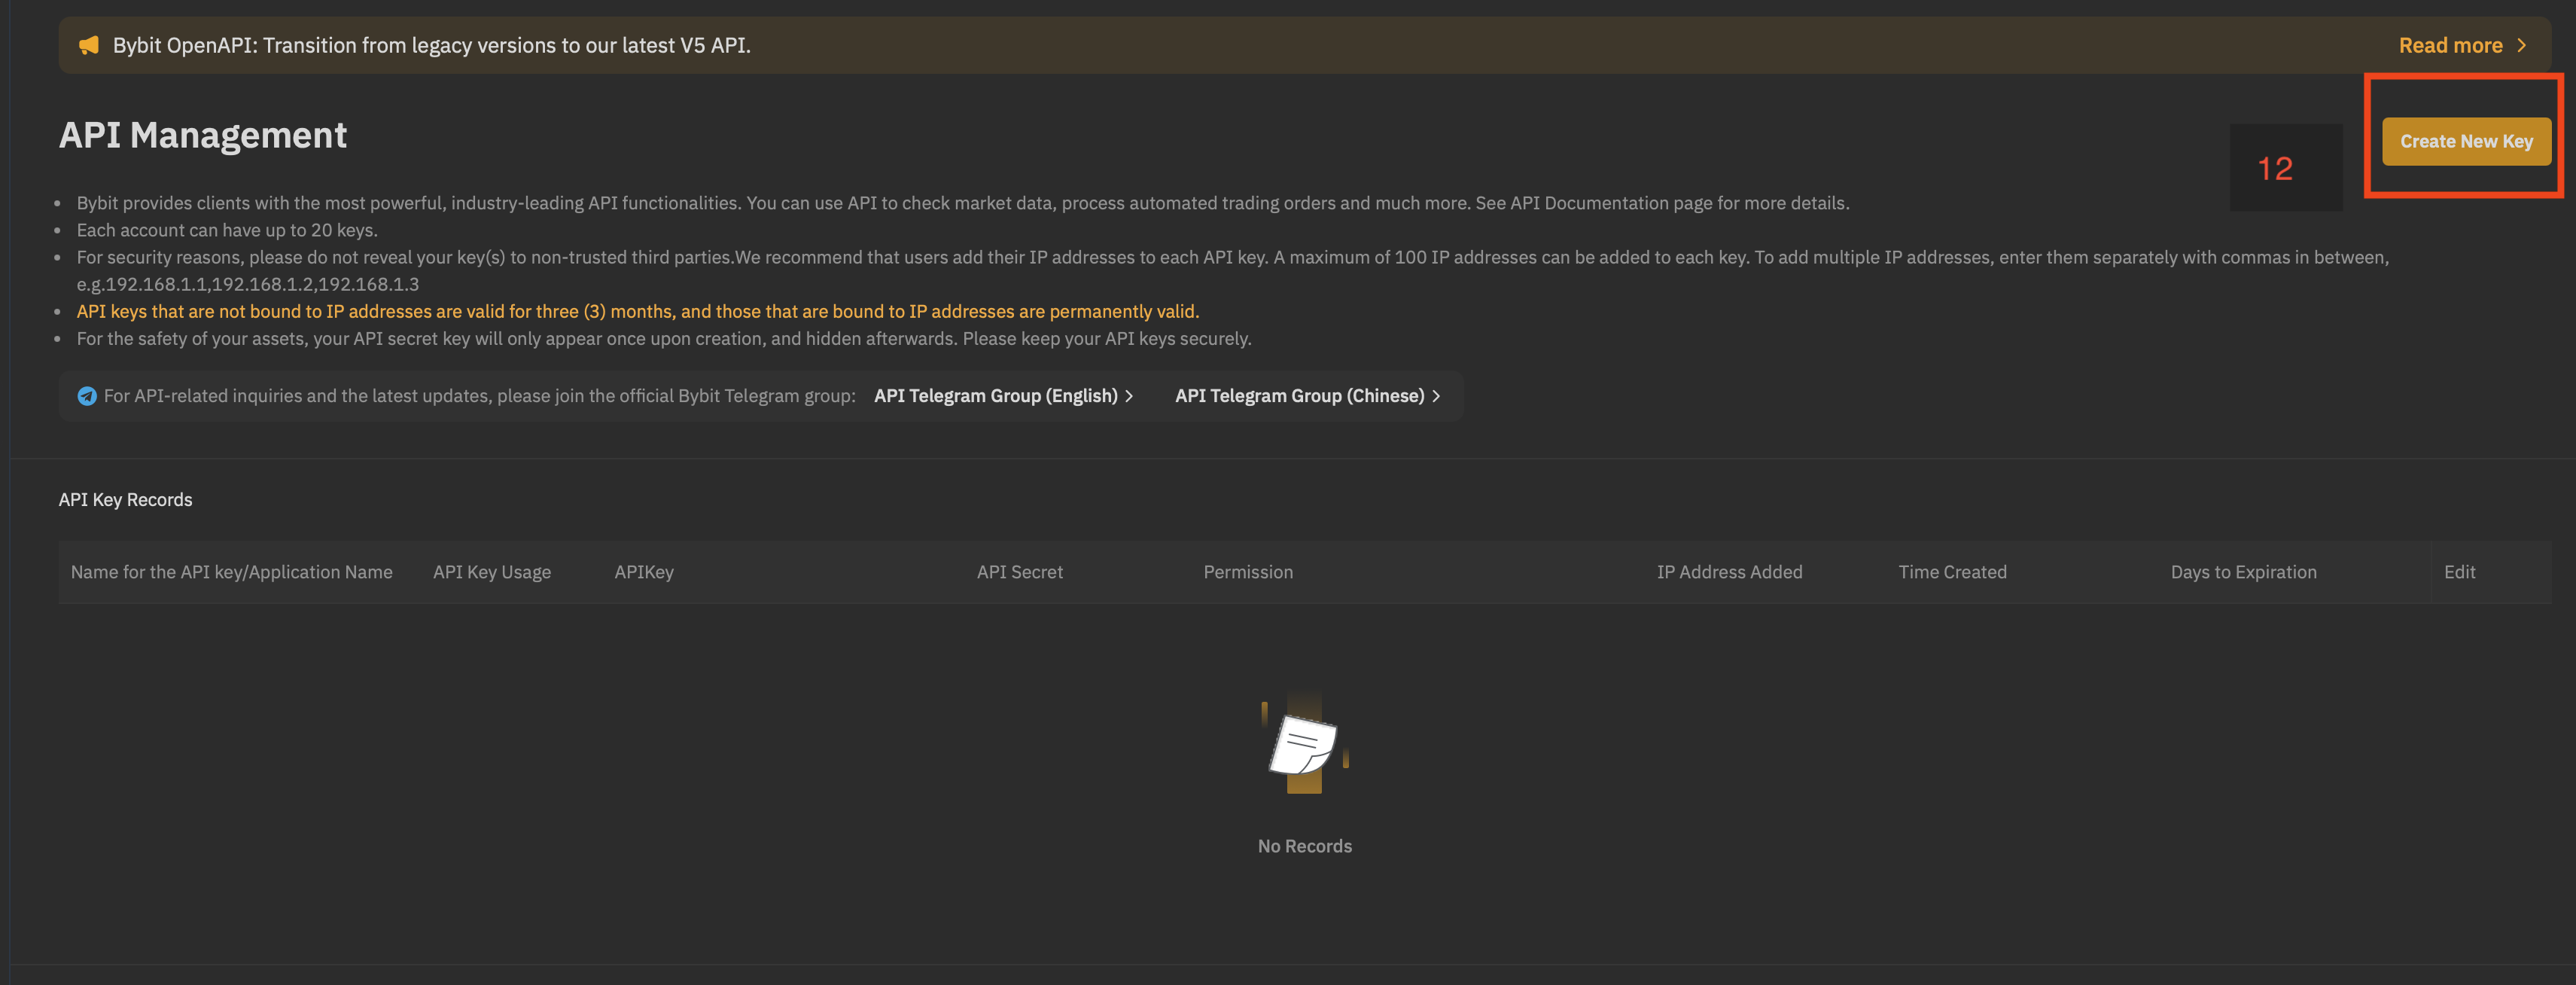 Bybit OpenAPI: Transition from legacy versions to our latest V5 API.
Read more
API Management
12
Create New Key
Bybit provides clients with the most powerful, industry-leading API functionalities. You can use API to check market data, process automated trading orders and much more. See API Documentation page for more details.
Each account can have up to 20 keys.
For security reasons, please do not reveal your key(s) to non-trusted third parties.We recommend that users add their IP addresses to each API key. A maximum of 100 IP addresses can be added to each key. To add multiple IP addresses, enter them separately with commas in between,
e.g.192.168.1.1,192.168.1.2,192.168.1.3
API keys that are not bound to IP addresses are valid for three (3) months, and those that are bound to IP addresses are permanently valid.
For the safety of your assets, your API secret key will only appear once upon creation, and hidden afterwards. Please keep your API keys securely.
For API-related inquiries and the latest updates, please join the official Bybit Telegram group: API Telegram Group (English) API Telegram Group (Chinese)
API Key Records
Name for the API key/Application Name API Key Usage APIKey API Secret Permission IP Address Added Time Created Days to Expiration Edit
No Records